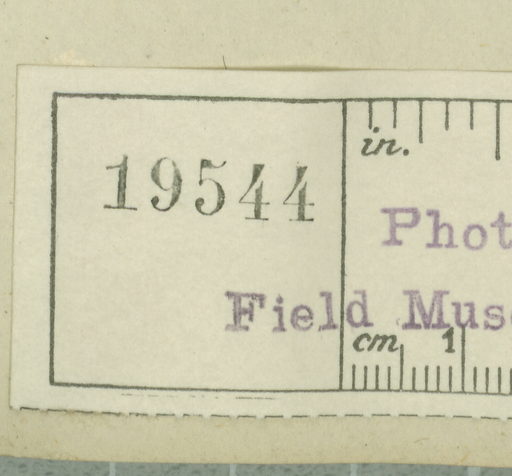 in.
19544
Phot
Field Mus
cm 1